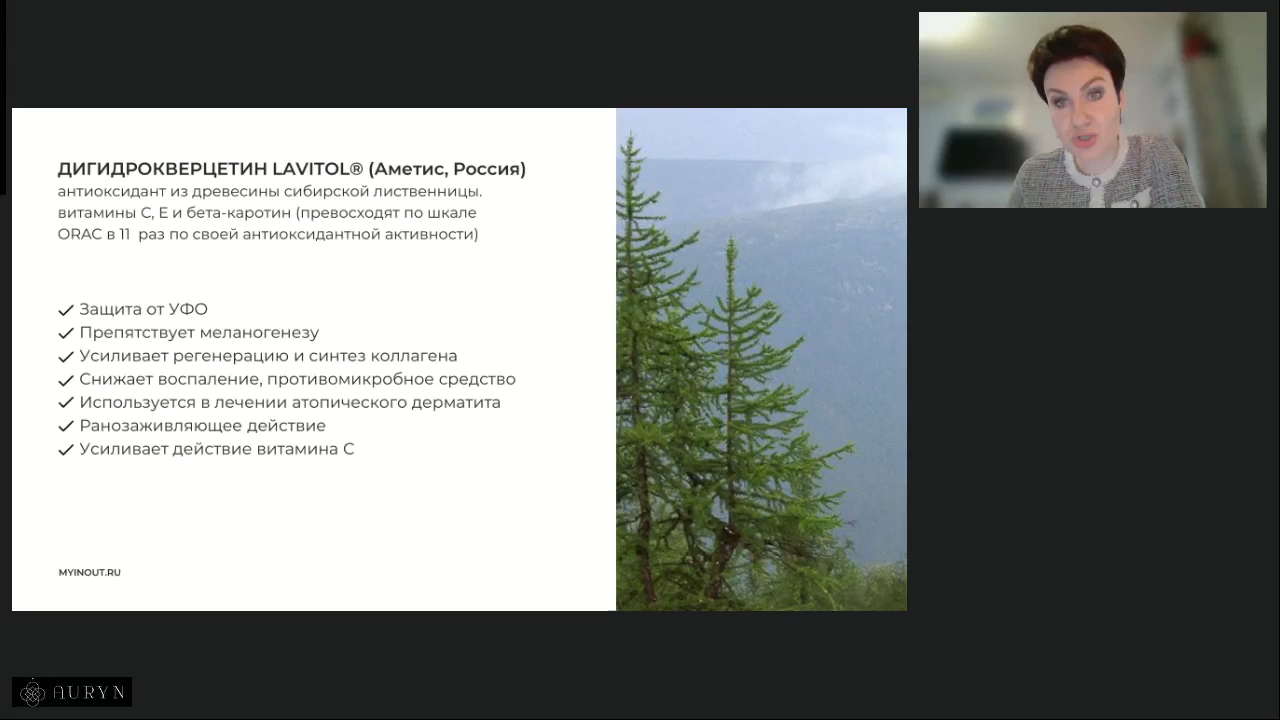 ДИГИДРОКВЕРЦЕТИН LAVITOL® (Аметис, Россия)
антиоксидант из древесины сибирской лиственницы.
витамины С, Е и бета-каротин (превосходят по шкале
ORAC в 11 раз по своей антиоксидантной активности)
Защита от УФО
Препятствует меланогенезу
Усиливает регенерацию и синтез коллагена
Снижает воспаление, противомикробное средство
Используется в лечении атопического дерматита
Ранозаживляющее действие
Усиливает действие витамина С
MYINOUT.RU
AURYN